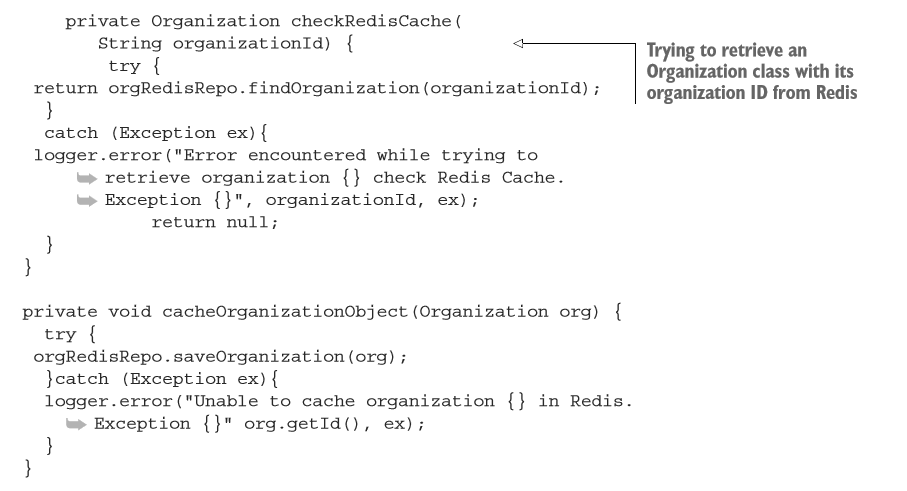 private Organization checkRedisCache(
String organizationId) {
try {
return orgRedisRepo.findOrganization(organizationId);
}
catch (Exception ex){
logger.error("Error encountered while trying to
➥ retrieve organization {} check Redis Cache.
➥ Exception {}", organizationId, ex);
return null;
}
}
private void cacheOrganizationObject(Organization org) {
try {
orgRedisRepo.saveOrganization(org);
}catch (Exception ex){
logger.error("Unable to cache organization {} in Redis.
➥ Exception {}" org.getId(), ex);
}
}
Trying to retrieve an
Organization class with its
organization ID from Redis